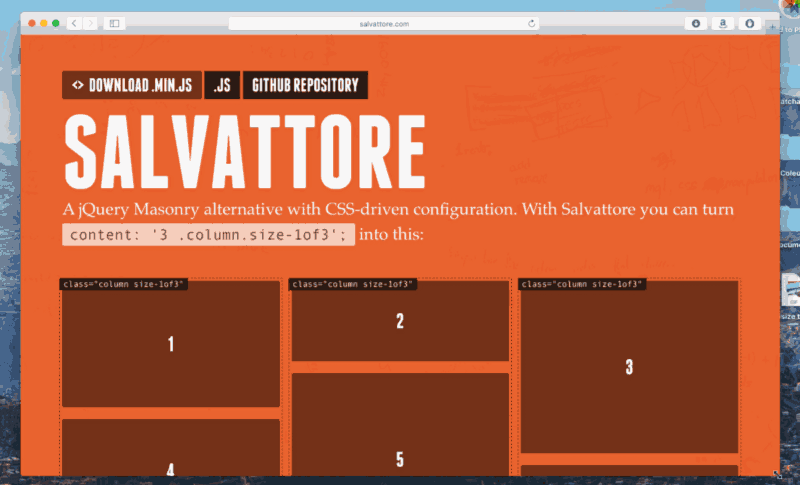 salvattore.com
<> DOWNLOAD .MIN.JS .JS GITHUB REPOSITORY
SALVATTORE
A jQuery Masonry alternative with CSS-driven configuration. With Salvattore you can turn
content: '3 .column.size-1of3'; into this:
class="column size-1of3" class="column size-1of3" class="column size-1of3"
1
2
3
4
5